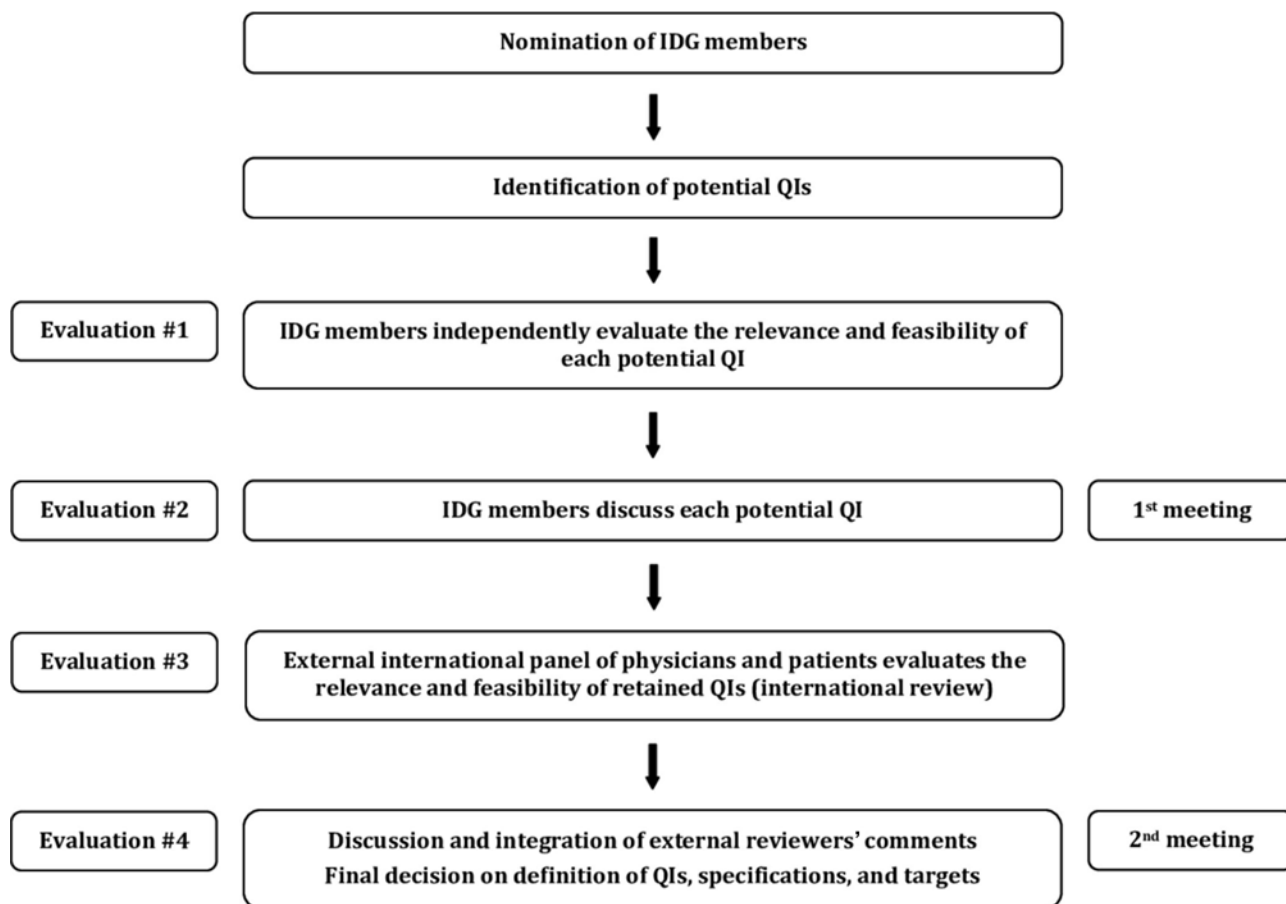 Nomination of IDG members
Identification of potential QIs
Evaluation #1
IDG members independently evaluate the relevance and feasibility of
each potential QI
Evaluation #2
IDG members discuss each potential QI
1st meeting
Evaluation #3
External international panel of physicians and patients evaluates the
relevance and feasibility of retained QIs (international review)
Evaluation #4
Discussion and integration of external reviewers’ comments
Final decision on definition of QIs, specifications, and targets
2nd meeting